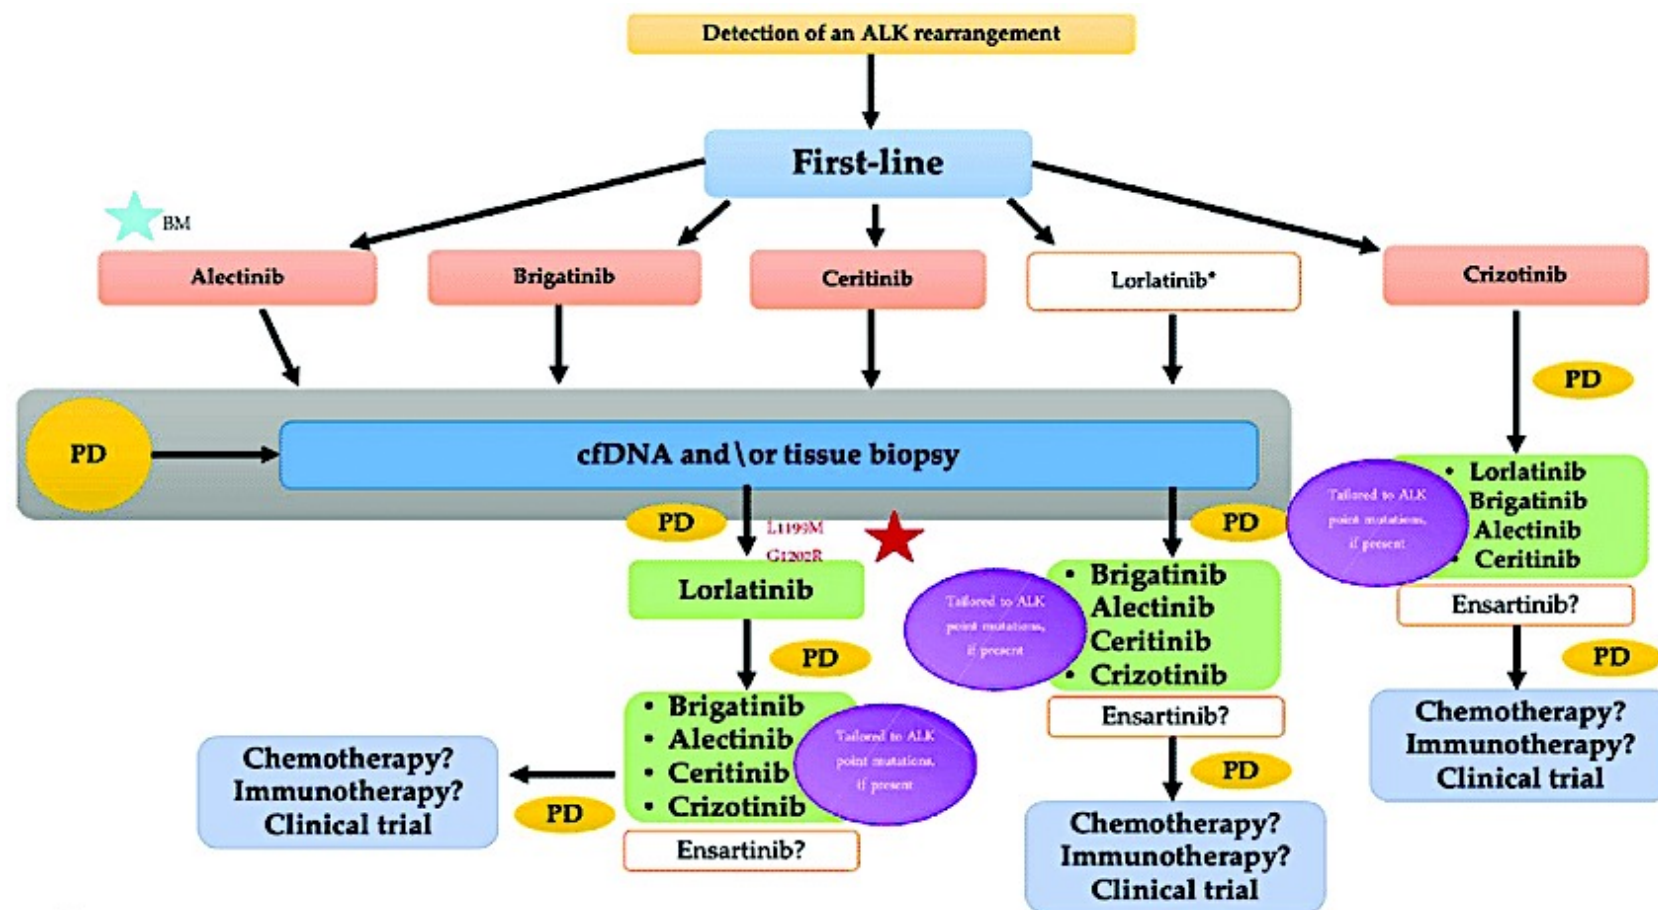 Detection of an ALK rearrangement
First-line
BM
Alectinib
Brigatinib
Ceritinib
Lorlatinib*
Crizotinib
PD
PD
cfDNA and \or tissue biopsy
PD
L1199M
G1202R
PD
Tailored to ALK
point mutations,
if present
• Lorlatinib
Brigatinib
Alectinib
• Ceritinib
Ensartinib?
Lorlatinib
Tailored to ALK
point mutations,
if present
• Brigatinib
Alectinib
Ceritinib
• Crizotinib
Ensartinib?
PD
PD
• Brigatinib
• Alectinib
• Ceritinib
• Crizotinib
Tailored to ALK
point mutations,
if present
Ensartinib?
PD
Chemotherapy?
Immunotherapy?
Clinical trial
PD
Chemotherapy?
Immunotherapy?
Clinical trial
Chemotherapy?
Immunotherapy?
Clinical trial